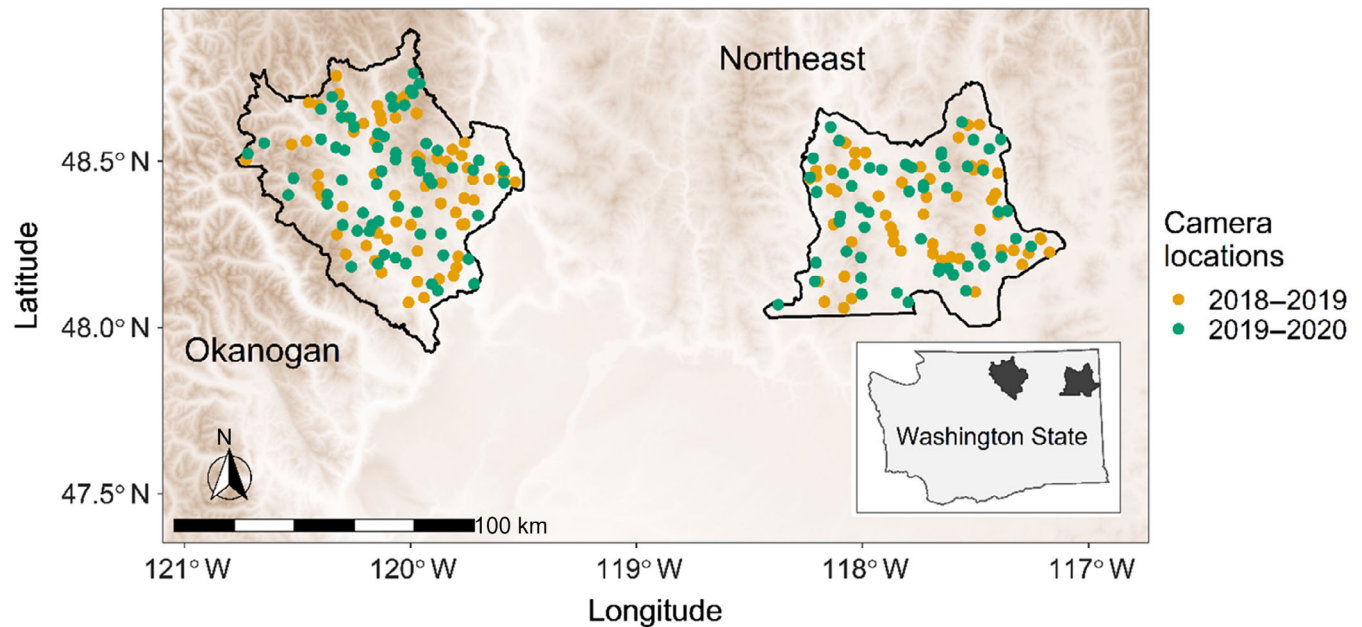 Northeast
Okanogan
Latitude
48.5° N
48.0° N
47.5° N
N
100 km
Washington State
121° W
120° W
119° W
118° W
117° W
Longitude
Camera
locations
2018–2019
2019–2020